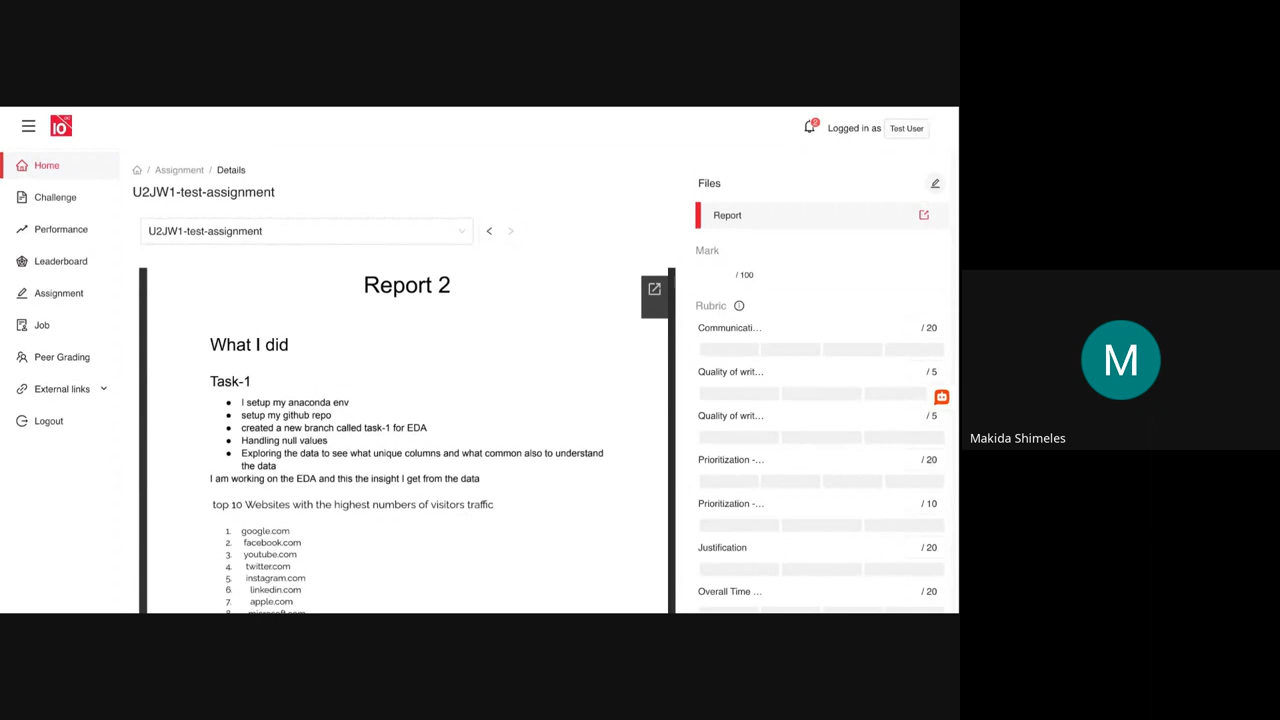 10
2
Logged in as Test User
Home
Challenge
Performance
Leaderboard
Assignment
Job
Peer Grading
External links
Logout
/ Assignment / Details
U2JW1-test-assignment
U2JW1-test-assignment
Report 2
What I did
Task-1
● I setup my anaconda env
● setup my github repo
● created a new branch called task-1 for EDA
● Handling null values
● Exploring the data to see what unique columns and what common also to understand
the data
I am working on the EDA and this the insight I get from the data
top 10 Websites with the highest numbers of visitors traffic
1. google.com
2. facebook.com
3. youtube.com
4. twitter.com
5. instagram.com
6. linkedin.com
7. apple.com
8. microsoft.com
Files
Report
Mark
/ 100
Rubric
Communicati... / 20
Quality of writ... / 5
Quality of writ... / 5
Prioritization -... / 20
Prioritization -... / 10
Justification / 20
Overall Time ... / 20
M
Makida Shimeles